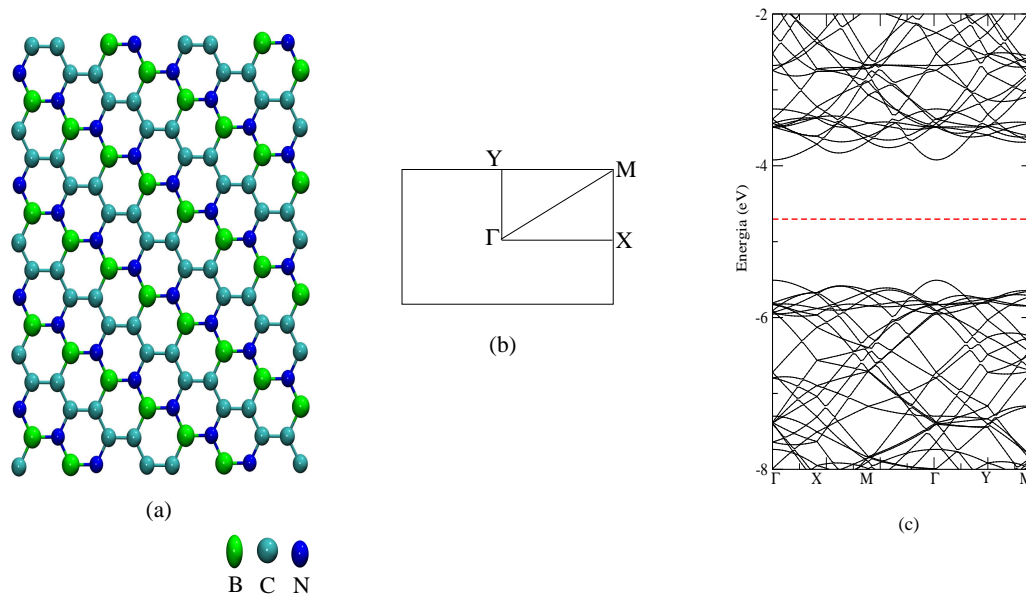 (a)
B C N
Y
M
Γ
X
(b)
-2
-4
-6
-8
Energia (eV)
Γ X M Γ Y M
(c)